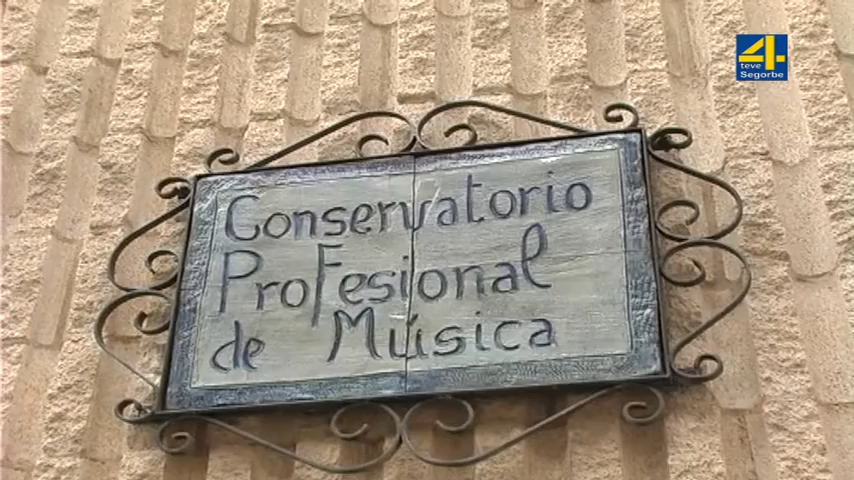 4
teve
Segorbe
Conservatorio
ProFesional
de Música